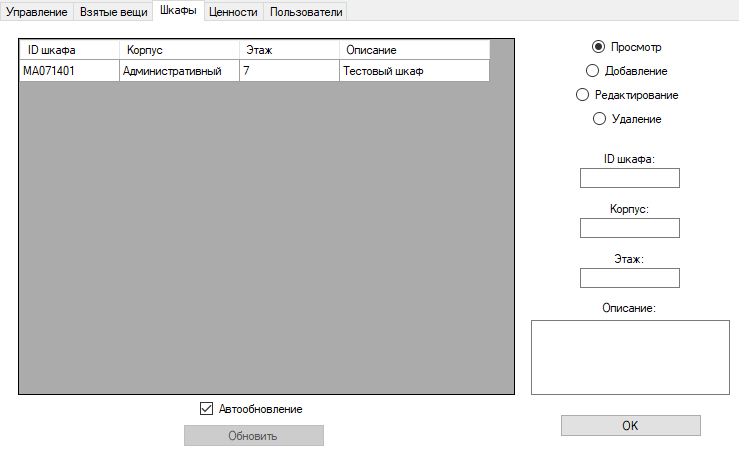 Управление Взятые вещи Шкафы Ценности Пользователи
ID шкафа Корпус Этаж Описание
MA071401 Административный 7 Тестовый шкаф
Просмотр
Добавление
Редактирование
Удаление
ID шкафа:
Корпус:
Этаж:
Описание:
Автообновление
Обновить
OK